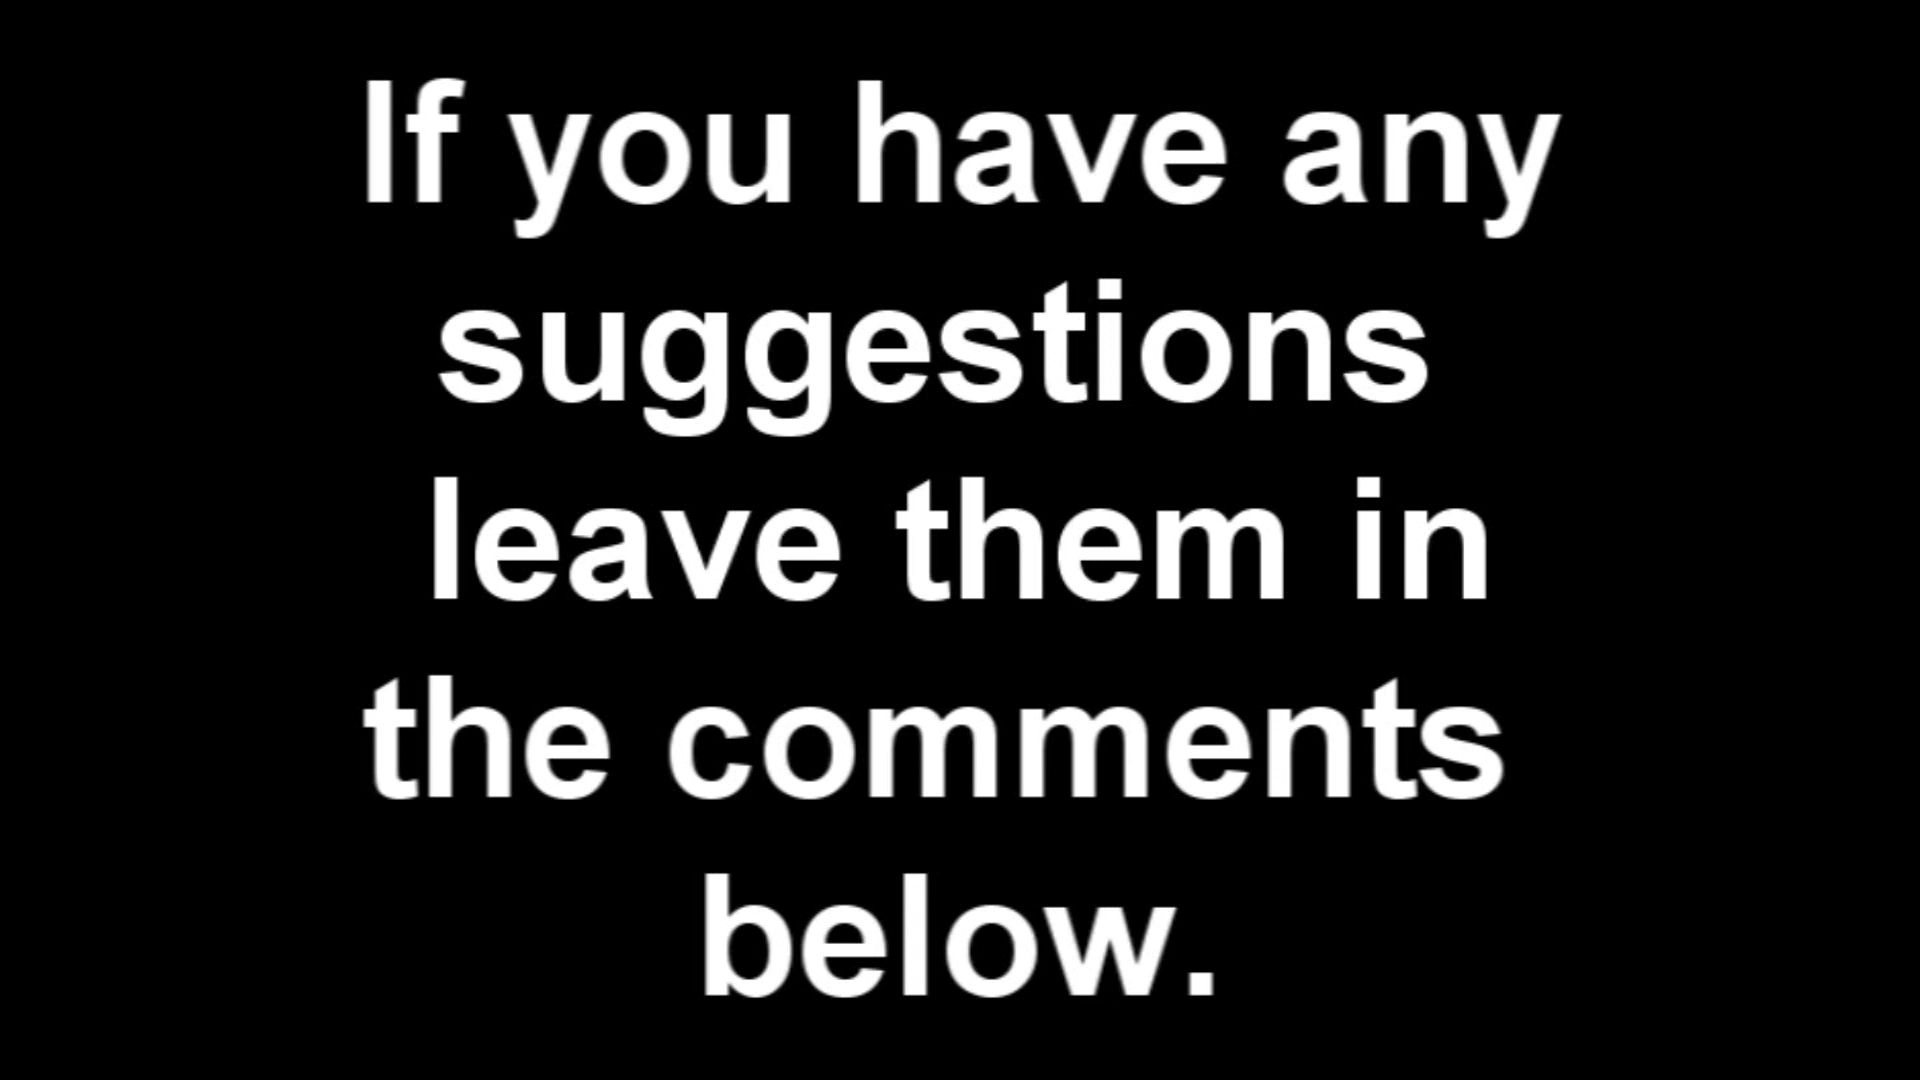 If you have any
suggestions
leave them in
the comments
below.